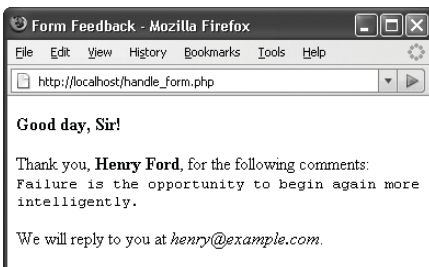 Form Feedback - Mozilla Firefox
File Edit View History Bookmarks Tools Help
http://localhost/handle_form.php
Good day, Sir!
Thank you, Henry Ford, for the following comments:
Failure is the opportunity to begin again more
intelligently.
We will reply to you at henry@example.com.